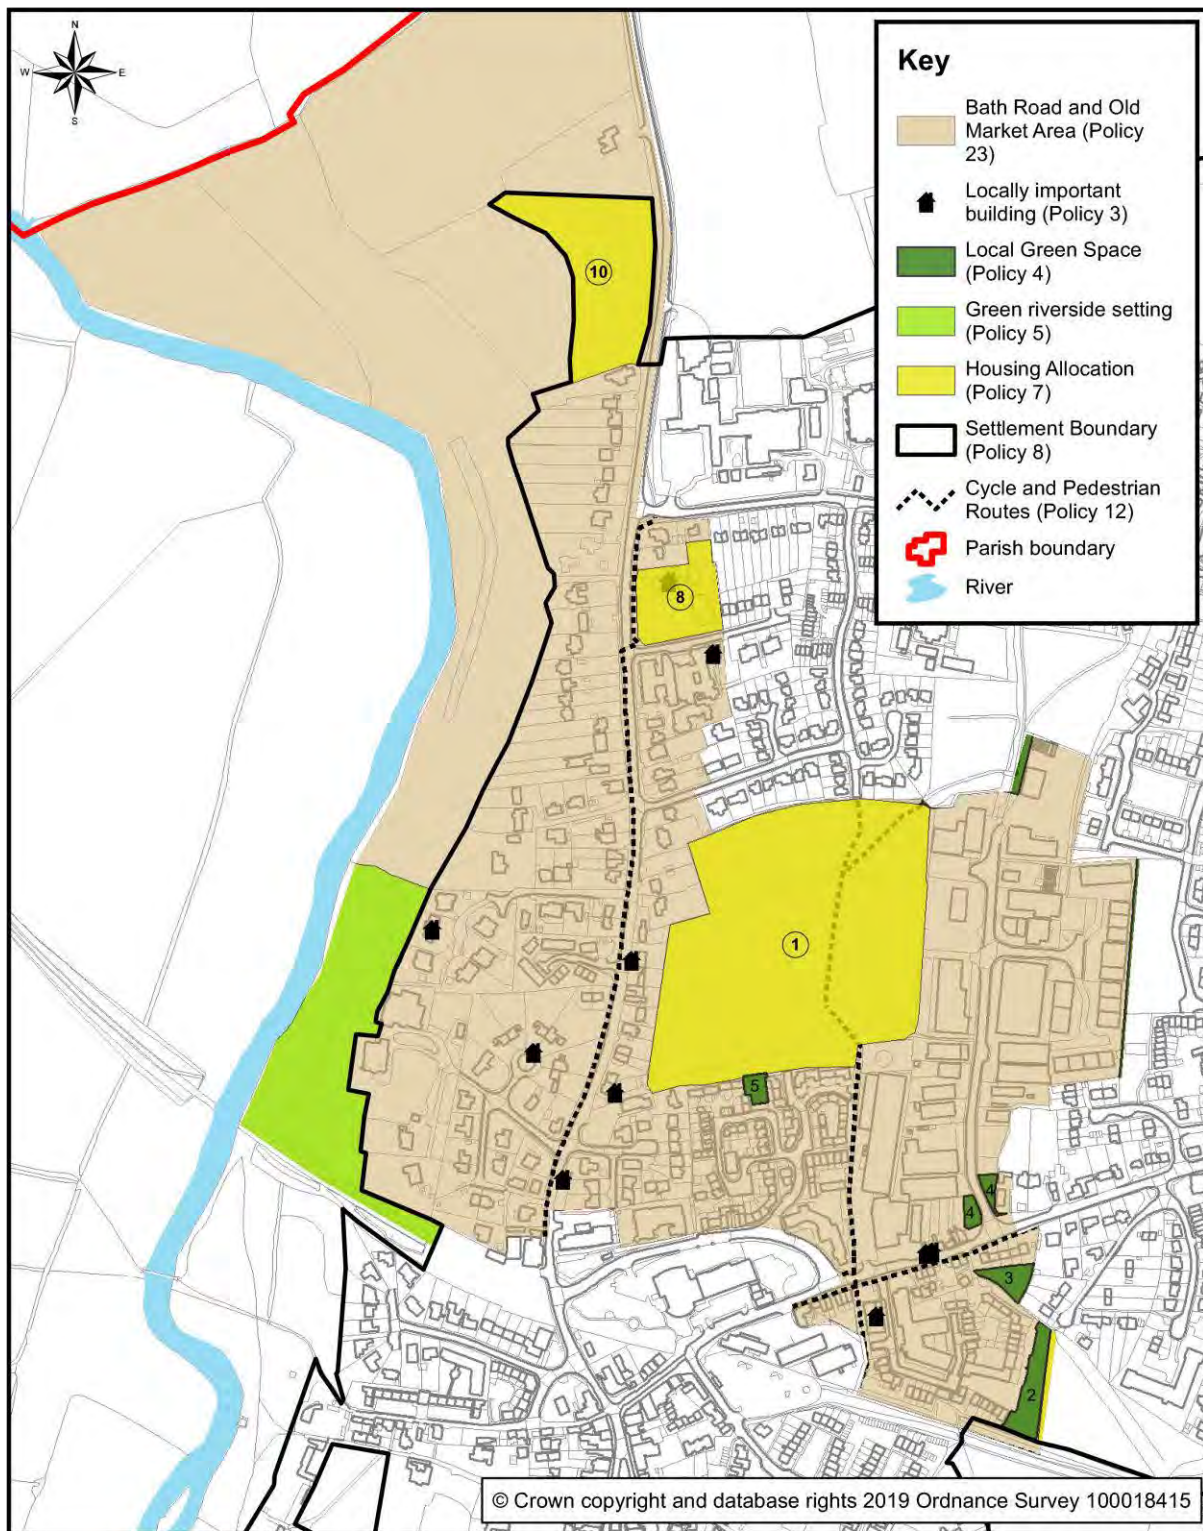 N
W
E
S
Key
Bath Road and Old
Market Area (Policy
23)
Locally important
building (Policy 3)
Local Green Space
(Policy 4)
Green riverside setting
(Policy 5)
Housing Allocation
(Policy 7)
Settlement Boundary
(Policy 8)
Cycle and Pedestrian
Routes (Policy 12)
Parish boundary
River
10
8
1
5
4
4
3
2
© Crown copyright and database rights 2019 Ordnance Survey 100018415